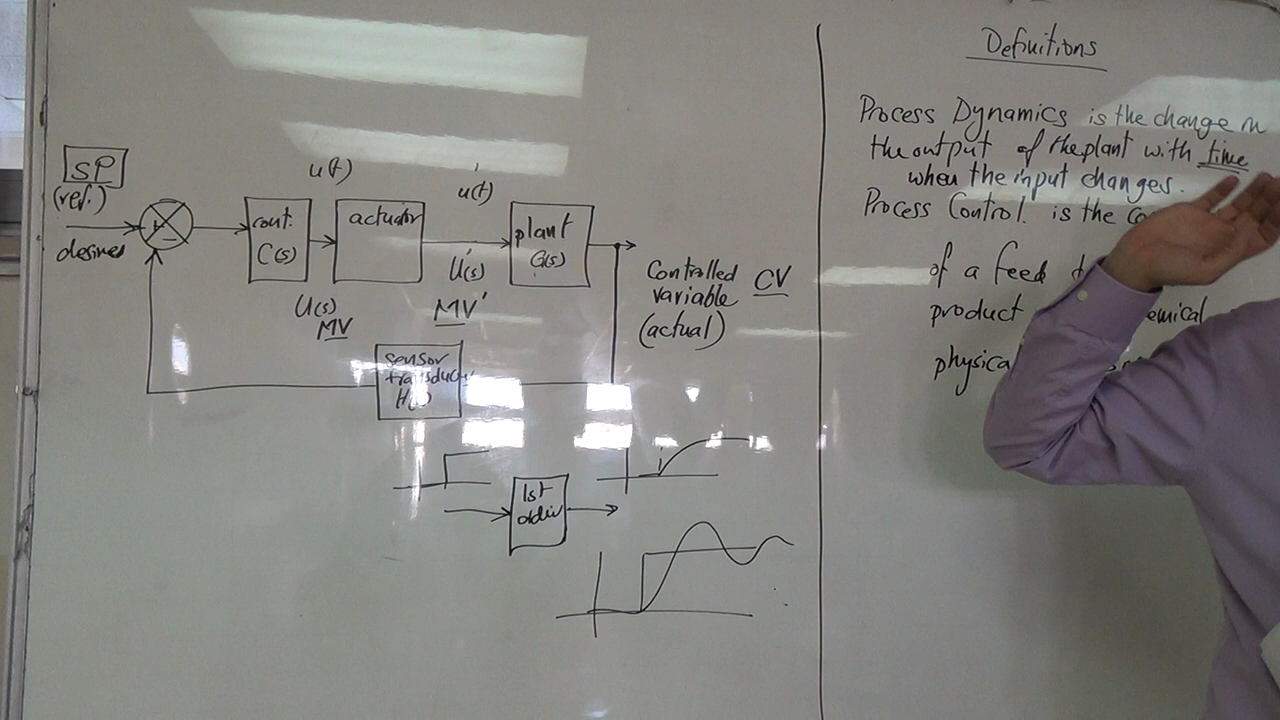 SP
(ref.)
desired
u(t)
cont.
C(s)
actuator
u'(t)
plant
G(s)
U(s)
MV
U'(s)
MV'
Controlled
variable CV
(actual)
sensor
1st
order
Definitions
Process Dynamics is the change in
the output of the plant with time
when the input changes.
Process Control. is the
of a feed
product